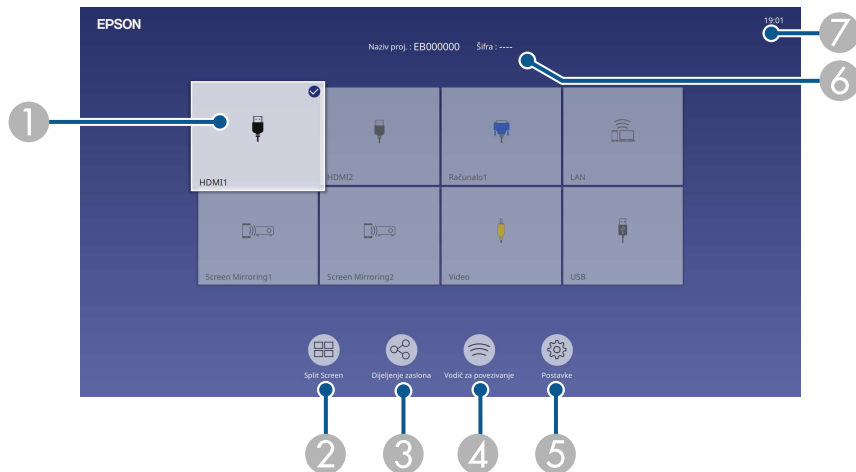 EPSON
19:01
7
Naziv proj. : EB000000 Šifra : ----
6
1
HDMI1
HDMI2
Računalo1
LAN
Screen Mirroring1
Screen Mirroring2
Video
USB
Split Screen
Dijeljenje zaslona
Vodič za povezivanje
Postavke
2
3
4
5